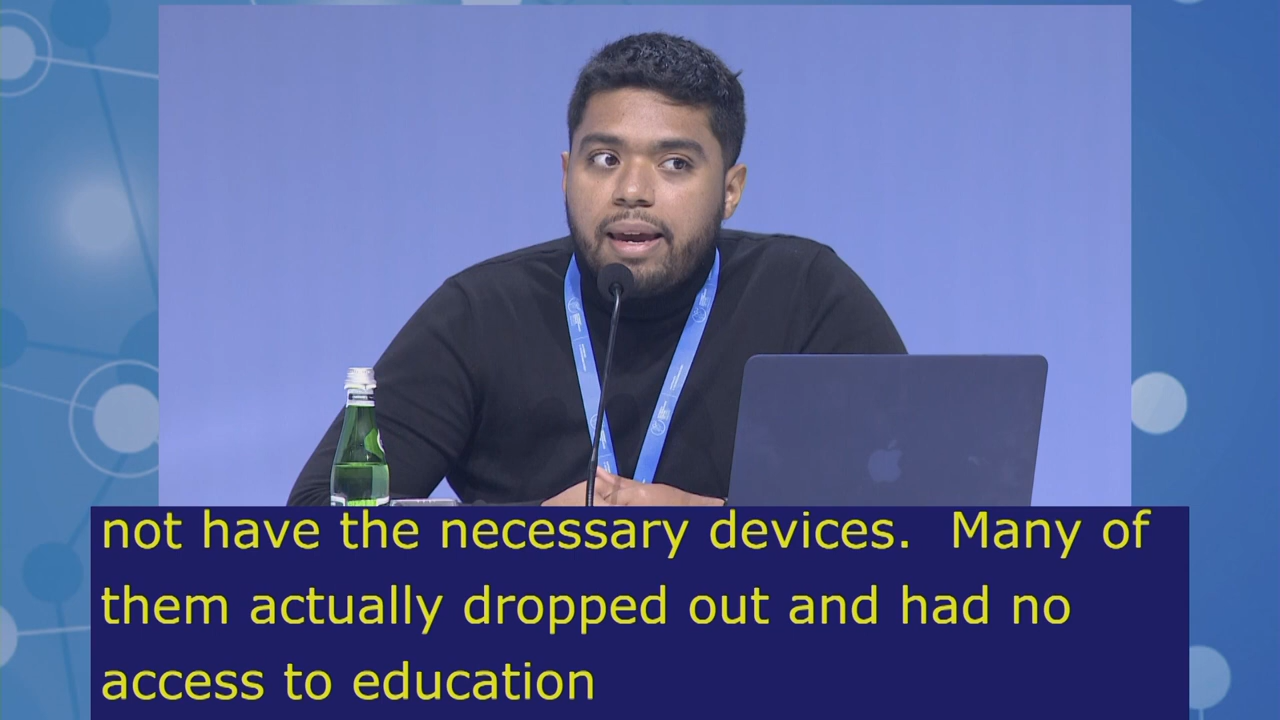 not have the necessary devices.  Many of
them actually dropped out and had no
access to education